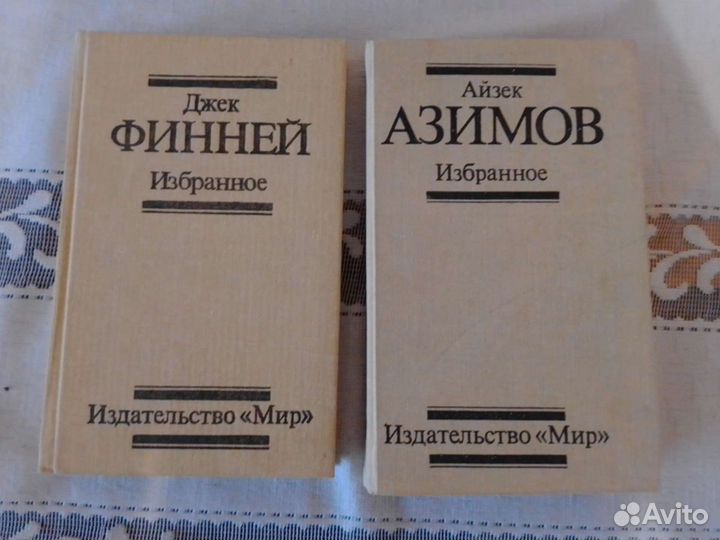 Джек
ФИННЕЙ
Избранное
Издательство «Мир»
Айзек
АЗИМОВ
Избранное
Издательство «Мир»
Avito